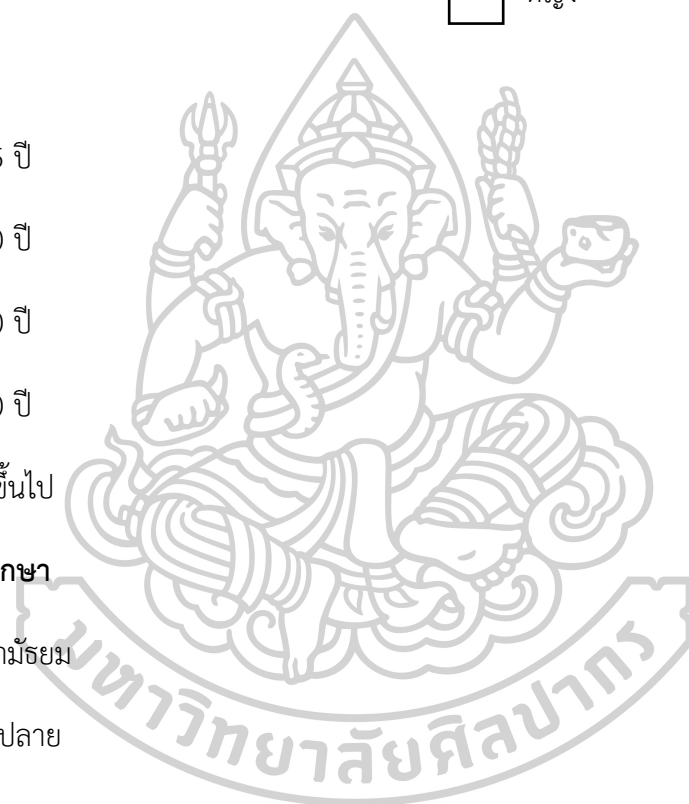 หญิง
ปี
0 ปี
0 ปี
0 ปี
ขึ้นไป
กษา
ามัธยม
ปลาย
มหาวิทยาลัยศิลปากร